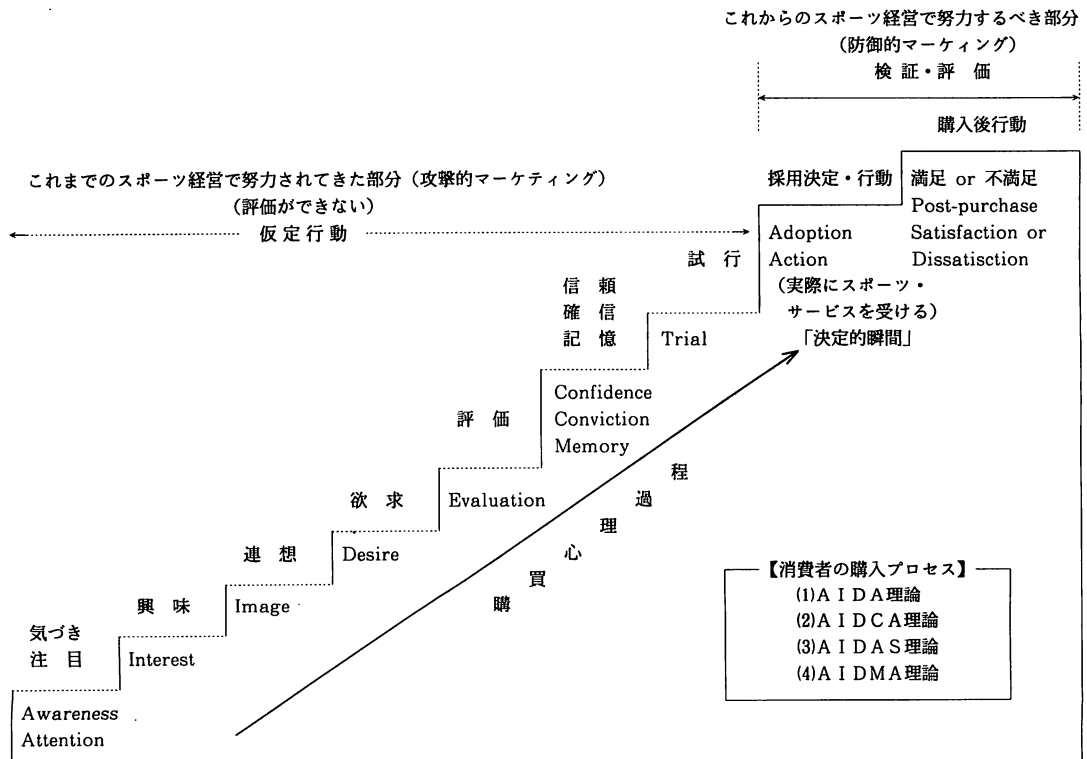 これからのスポーツ経営で努力するべき部分
（防御的マーケティング）
検証・評価
購入後行動
これまでのスポーツ経営で努力されてきた部分（攻撃的マーケティング）
（評価ができない）
仮定行動
採用決定・行動
満足 or 不満足
Post-purchase
Satisfaction or
Dissatisction
Adoption
Action
（実際にスポーツ・
サービスを受ける）
「決定的瞬間」
試行
Trial
信頼
確信
記憶
Confidence
Conviction
Memory
評価
Evaluation
欲求
Desire
連想
Image
興味
Interest
気づき
注目
Awareness
Attention
購買心理過程
【消費者の購入プロセス】
(1)ＡＩＤＡ理論
(2)ＡＩＤＣＡ理論
(3)ＡＩＤＡＳ理論
(4)ＡＩＤＭＡ理論